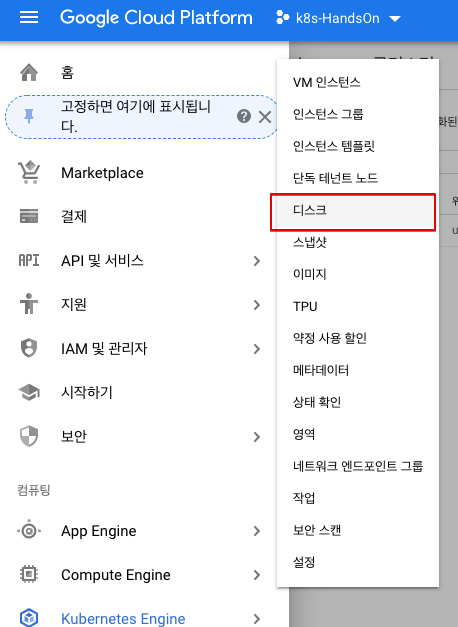 Google Cloud Platform
k8s-HandsOn
홈
고정하면 여기에 표시됩니
다.
Marketplace
결제
API
API 및 서비스
지원
IAM 및 관리자
시작하기
보안
컴퓨팅
App Engine
Compute Engine
Kubernetes Engine
VM 인스턴스
인스턴스 그룹
인스턴스 템플릿
단독 테넌트 노드
디스크
스냅샷
이미지
TPU
약정 사용 할인
메타데이터
상태 확인
영역
네트워크 엔드포인트 그룹
작업
보안 스캔
설정
화된